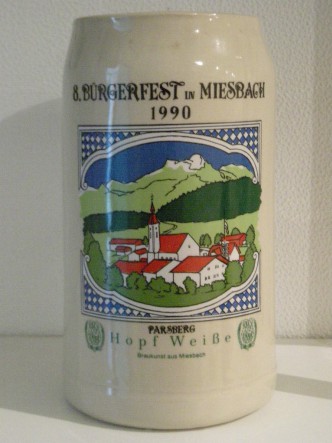 8. BÜRGERFEST IN MIESBACH
1990
PARSBERG
Hopf Weiße
Braukunst aus Miesbach